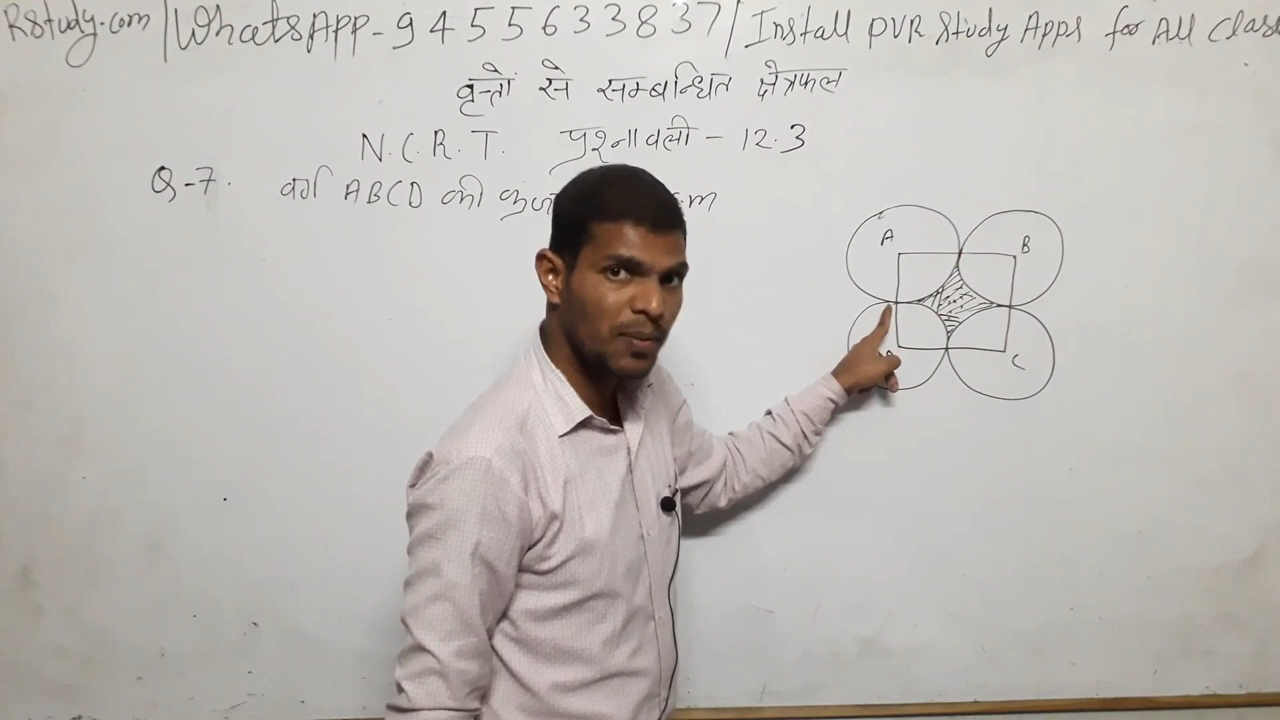 Rstudy.com / WhatsApp - 9455633837 / Install PVR Study Apps for All Class
वृत्तों से सम्बन्धित क्षेत्रफल
N.C.R.T. प्रश्नावली - 12.3
Q-7. वर्ग ABCD की m
A B
C